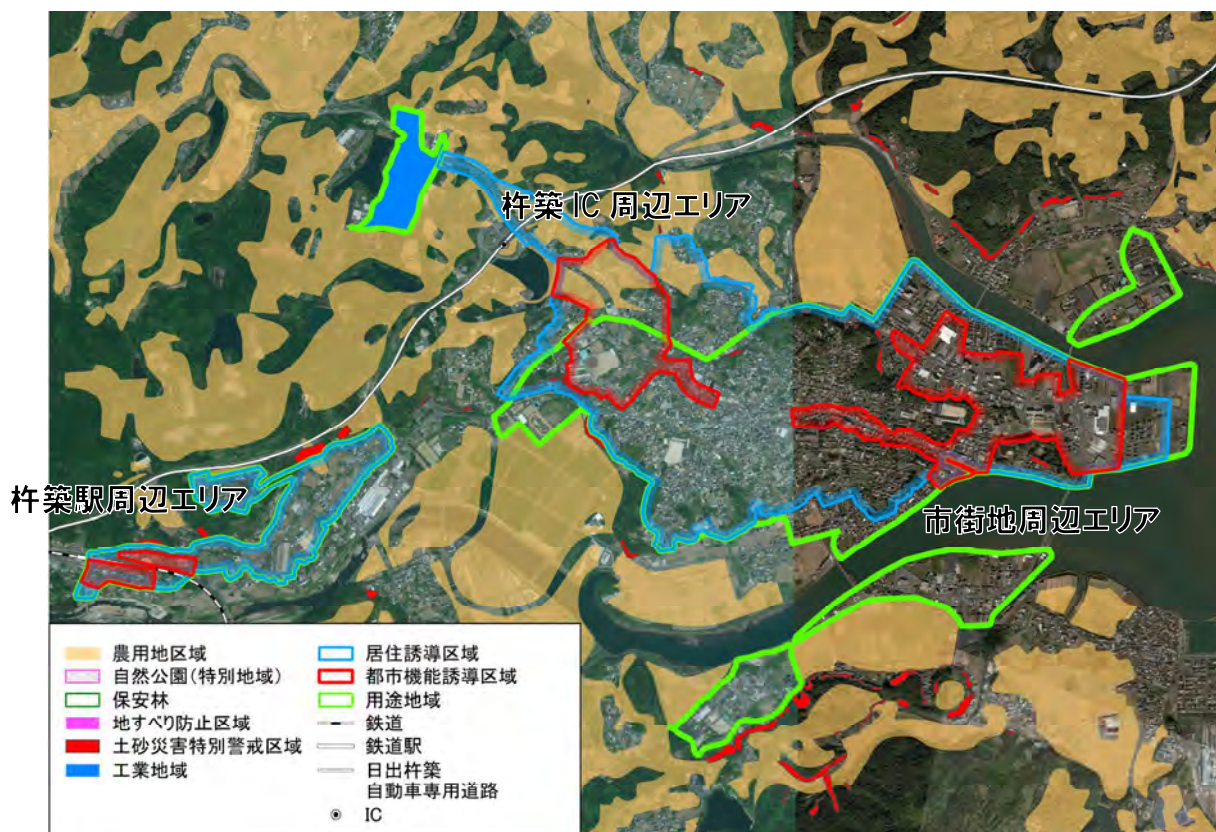 杵築 IC 周辺エリア
杵築駅周辺エリア
市街地周辺エリア
農用地区域
自然公園(特別地域)
保安林
地すべり防止区域
土砂災害特別警戒区域
工業地域
居住誘導区域
都市機能誘導区域
用途地域
鉄道
鉄道駅
日出杵築
自動車専用道路
IC